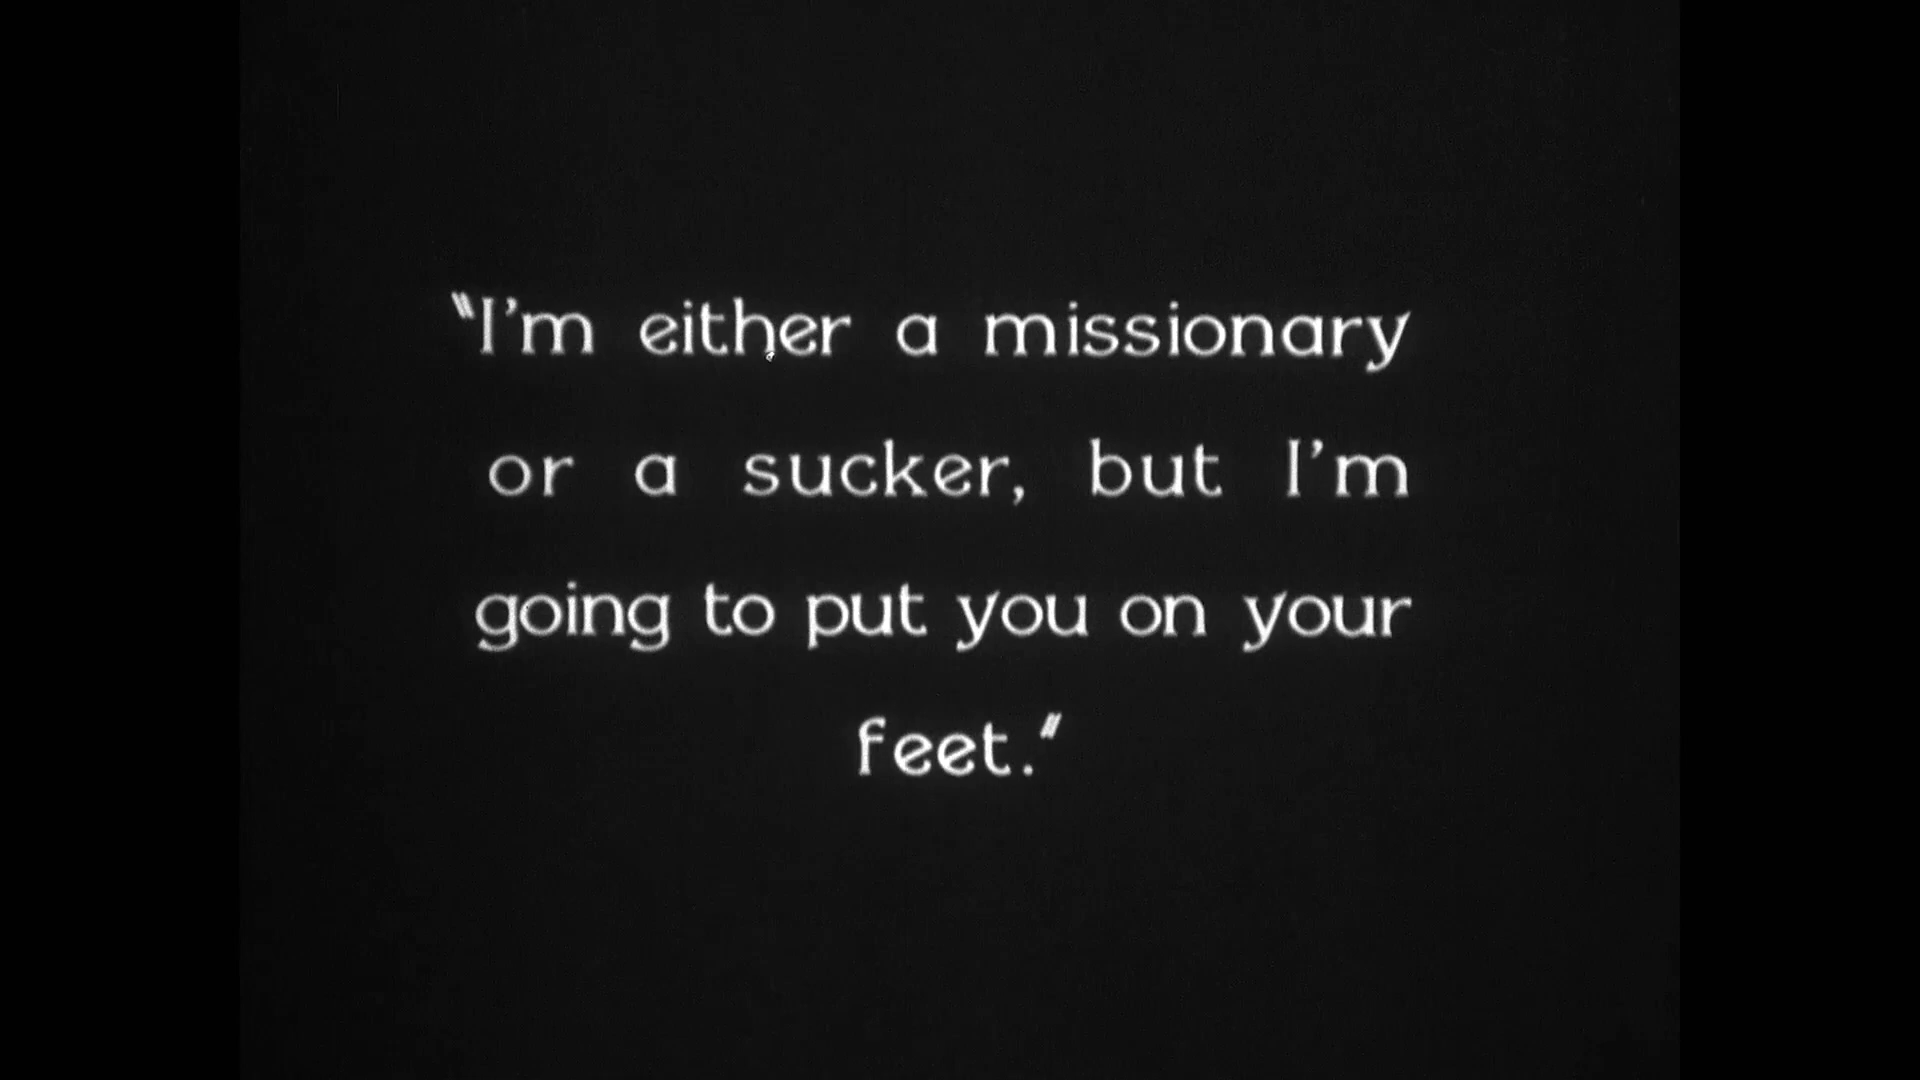 "I'm either a missionary
or a sucker, but I'm
going to put you on your
feet."